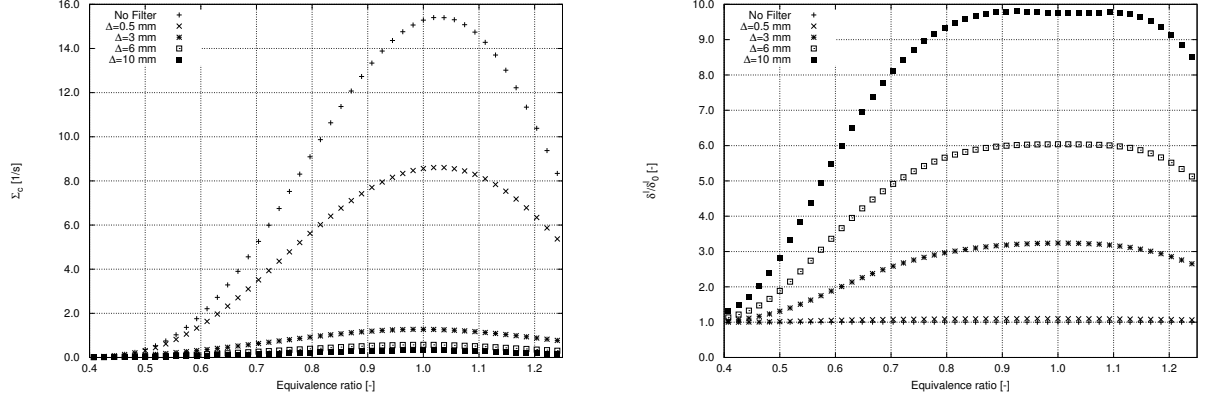 16.0
14.0
12.0
10.0
8.0
6.0
4.0
2.0
0.0
0.4 0.5 0.6 0.7 0.8 0.9 1.0 1.1 1.2
Σc [1/s]
Equivalence ratio [-]
No Filter
Δ=0.5 mm
Δ=3 mm
Δ=6 mm
Δ=10 mm
10.0
9.0
8.0
7.0
6.0
5.0
4.0
3.0
2.0
1.0
0.0
0.4 0.5 0.6 0.7 0.8 0.9 1.0 1.1 1.2
Equivalence ratio [-]
No Filter
Δ=0.5 mm
Δ=3 mm
Δ=6 mm
Δ=10 mm